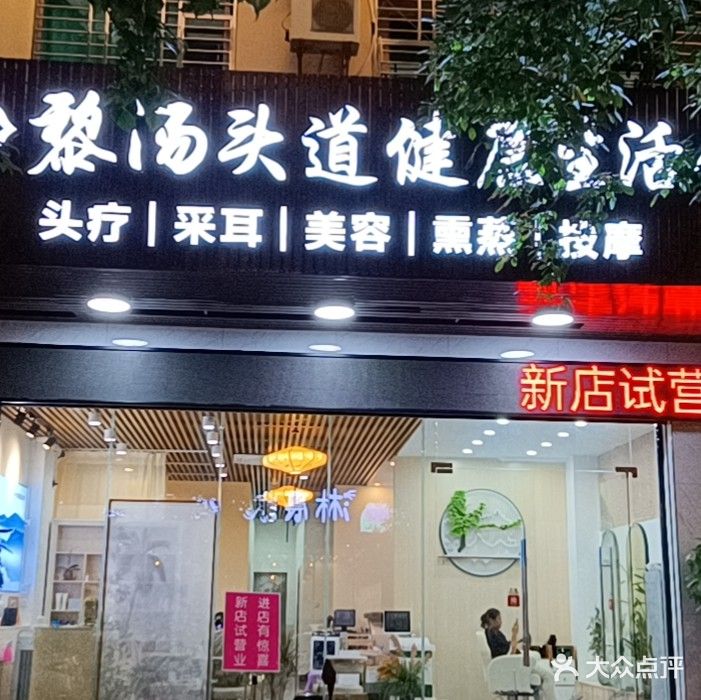 黎汤头道健康生活
头疗|采耳|美容|熏蒸|按摩
新店试营
沐
进店有惊喜
新店试营业
大众点评